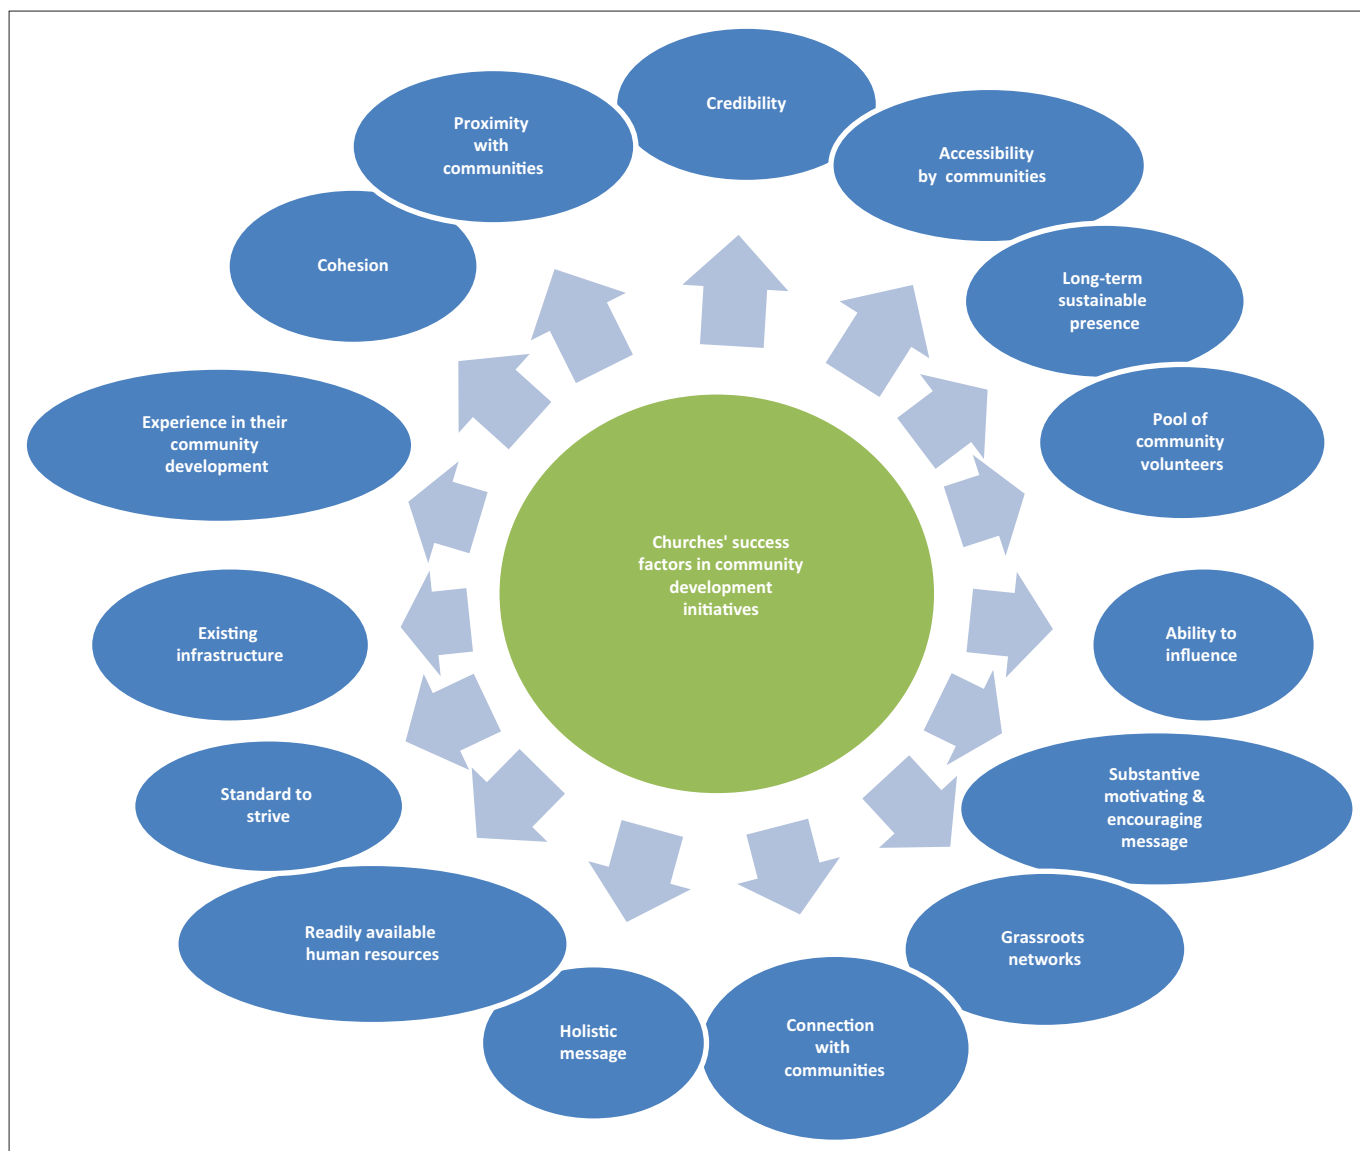 Credibility
Proximity
with
communities
Accessibility
by communities
Cohesion
Long-term
sustainable
presence
Experience in their
community
development
Pool of
community
volunteers
Churches' success
factors in community
development
initiatives
Existing
infrastructure
Ability to
influence
Standard to
strive
Substantive
motivating &
encouraging
message
Readily available
human resources
Grassroots
networks
Holistic
message
Connection
with
communities